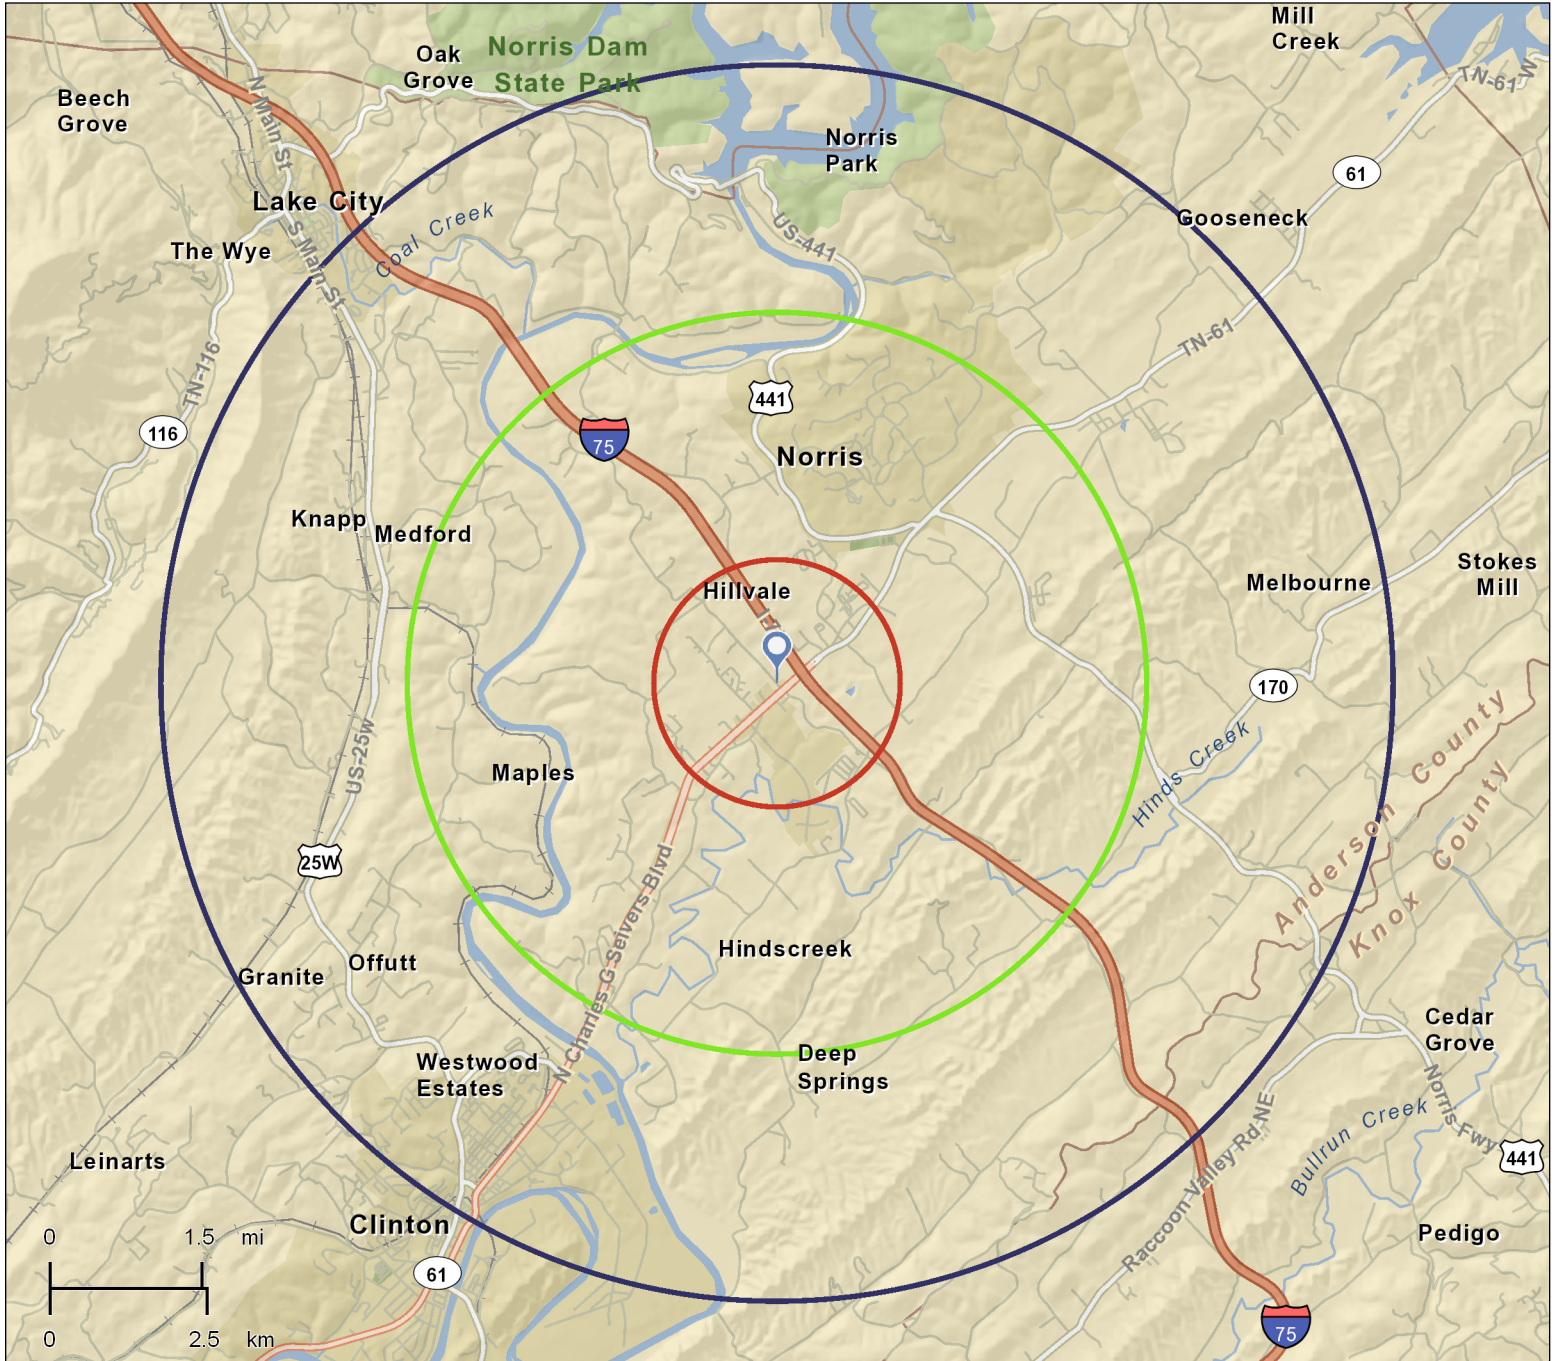 Mill
Creek
Oak
Grove
Norris Dam
State Park
Beech
Grove
TN-61 W
N Main St
Norris
Park
61
Lake City
Gooseneck
Coal Creek
US-441
The Wye
S Main St
TN-61
TN-116
441
116
75
Norris
Knapp
Medford
Stokes
Mill
Melbourne
Hillvale
I-7
170
Anderson County
Knox County
Hinds Creek
US-25w
Maples
25W
N Charles G Seivers Blvd
Hindscreek
Offutt
Granite
Cedar
Grove
Deep
Springs
Westwood
Estates
Norris Fwy
Raccoon Valley Rd NE
Bullrun Creek
441
Leinarts
Clinton
Pedigo
0 1.5 mi
61
0 2.5 km
75